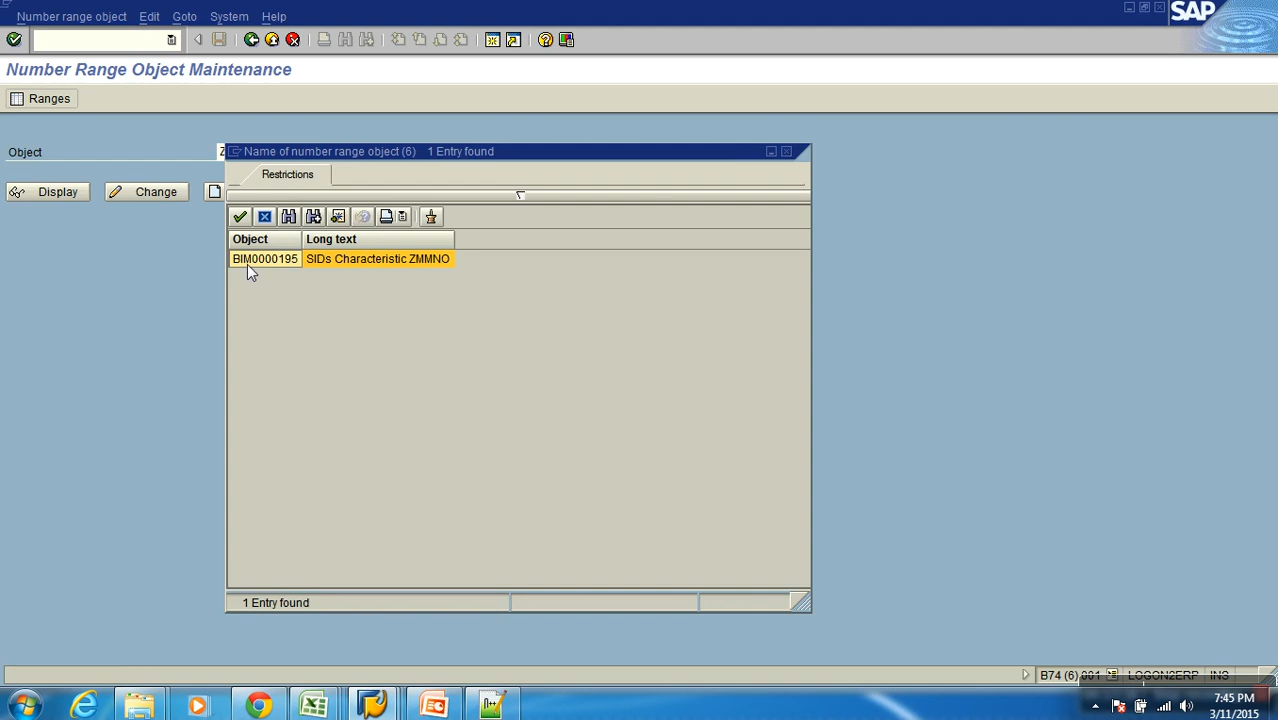 Number range object Edit Goto System Help
SAP
Number Range Object Maintenance
Ranges
Object Z
Display Change
Name of number range object (6) 1 Entry found
Restrictions
Object Long text
BIM0000195 SIDs Characteristic ZMMNO
1 Entry found
B74 (6) 001 LOGON2ERP INS
7:45 PM
3/11/2015